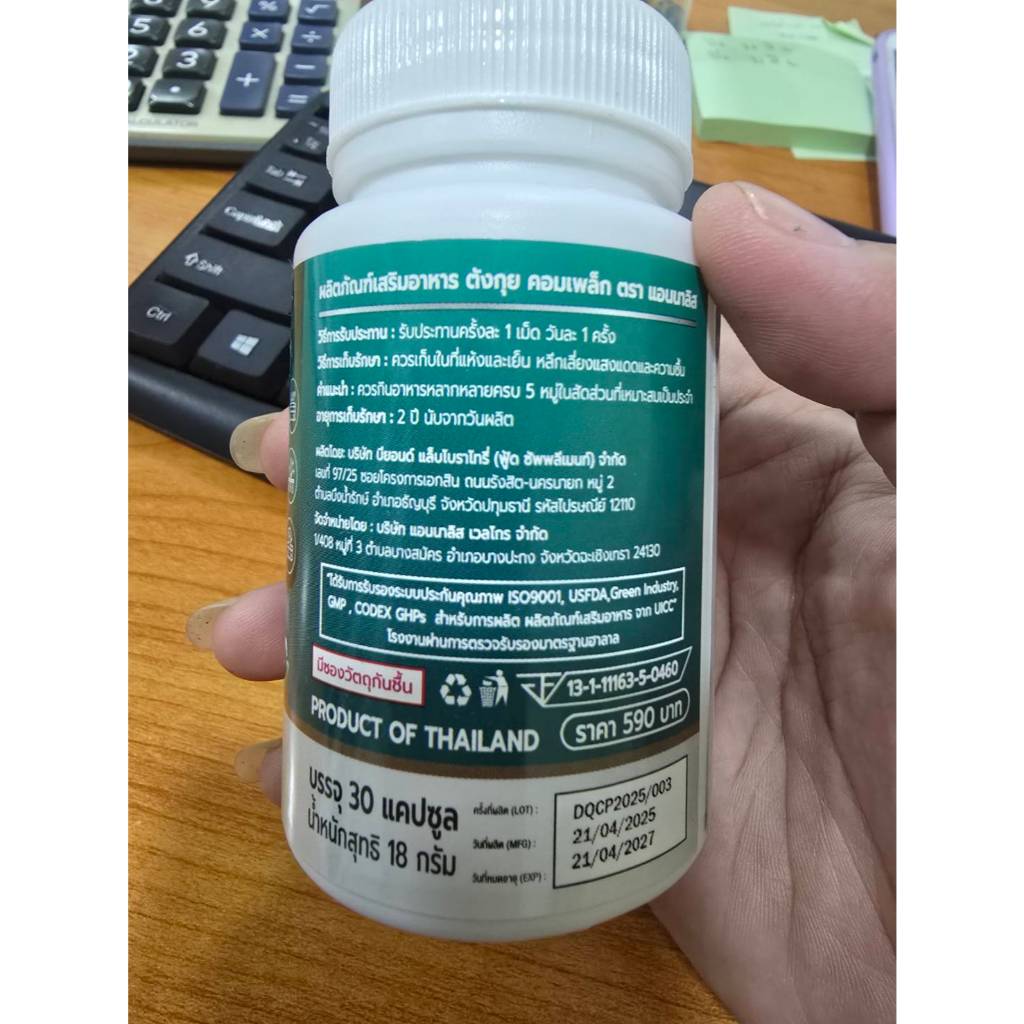 ผลิตภัณฑ์เสริมอาหาร ตังกุย คอมเพล็ก ตรา แอนนาลิส
วิธีการรับประทาน : รับประทานครั้งละ 1 เม็ด วันละ 1 ครั้ง
วิธีการเก็บรักษา : ควรเก็บในที่แห้งและเย็น หลีกเลี่ยงแสงแดดและความชื้น
คำแนะนำ : ควรกินอาหารหลากหลายครบ 5 หมู่ในสัดส่วนที่เหมาะสมเป็นประจำ
อายุการเก็บรักษา : 2 ปี นับจากวันผลิต
ผลิตโดย: บริษัท บียอนด์ แล็บโบราโทรี่ (ฟู้ด ซัพพลีเมนท์) จำกัด
เลขที่ 97/25 ซอยโครงการเอกสิน ถนนรังสิต-นครนายก หมู่ 2
ตำบลบึงน้ำรักษ์ อำเภอธัญบุรี จังหวัดปทุมธานี รหัสไปรษณีย์ 12110
จัดจำหน่ายโดย : บริษัท แอนนาลิส เวลโกร จำกัด
1/408 หมู่ที่ 3 ตำบลบางสมัคร อำเภอบางปะกง จังหวัดฉะเชิงเทรา 24130
"ได้รับการรับรองระบบประกันคุณภาพ ISO9001, USFDA,Green Industry,
GMP , CODEX GHPs สำหรับการผลิต ผลิตภัณฑ์เสริมอาหาร จาก UICC"
โรงงานผ่านการตรวจรับรองมาตรฐานฮาลาล
มีซองวัตถุกันชื้น
13-1-11163-5-0460
PRODUCT OF THAILAND
ราคา 590 บาท
บรรจุ 30 แคปซูล
น้ำหนักสุทธิ 18 กรัม
ครั้งที่ผลิต (LOT) : DQCP2025/003
วันที่ผลิต (MFG) : 21/04/2025
วันที่หมดอายุ (EXP) : 21/04/2027
Tab
Shift
Ctrl